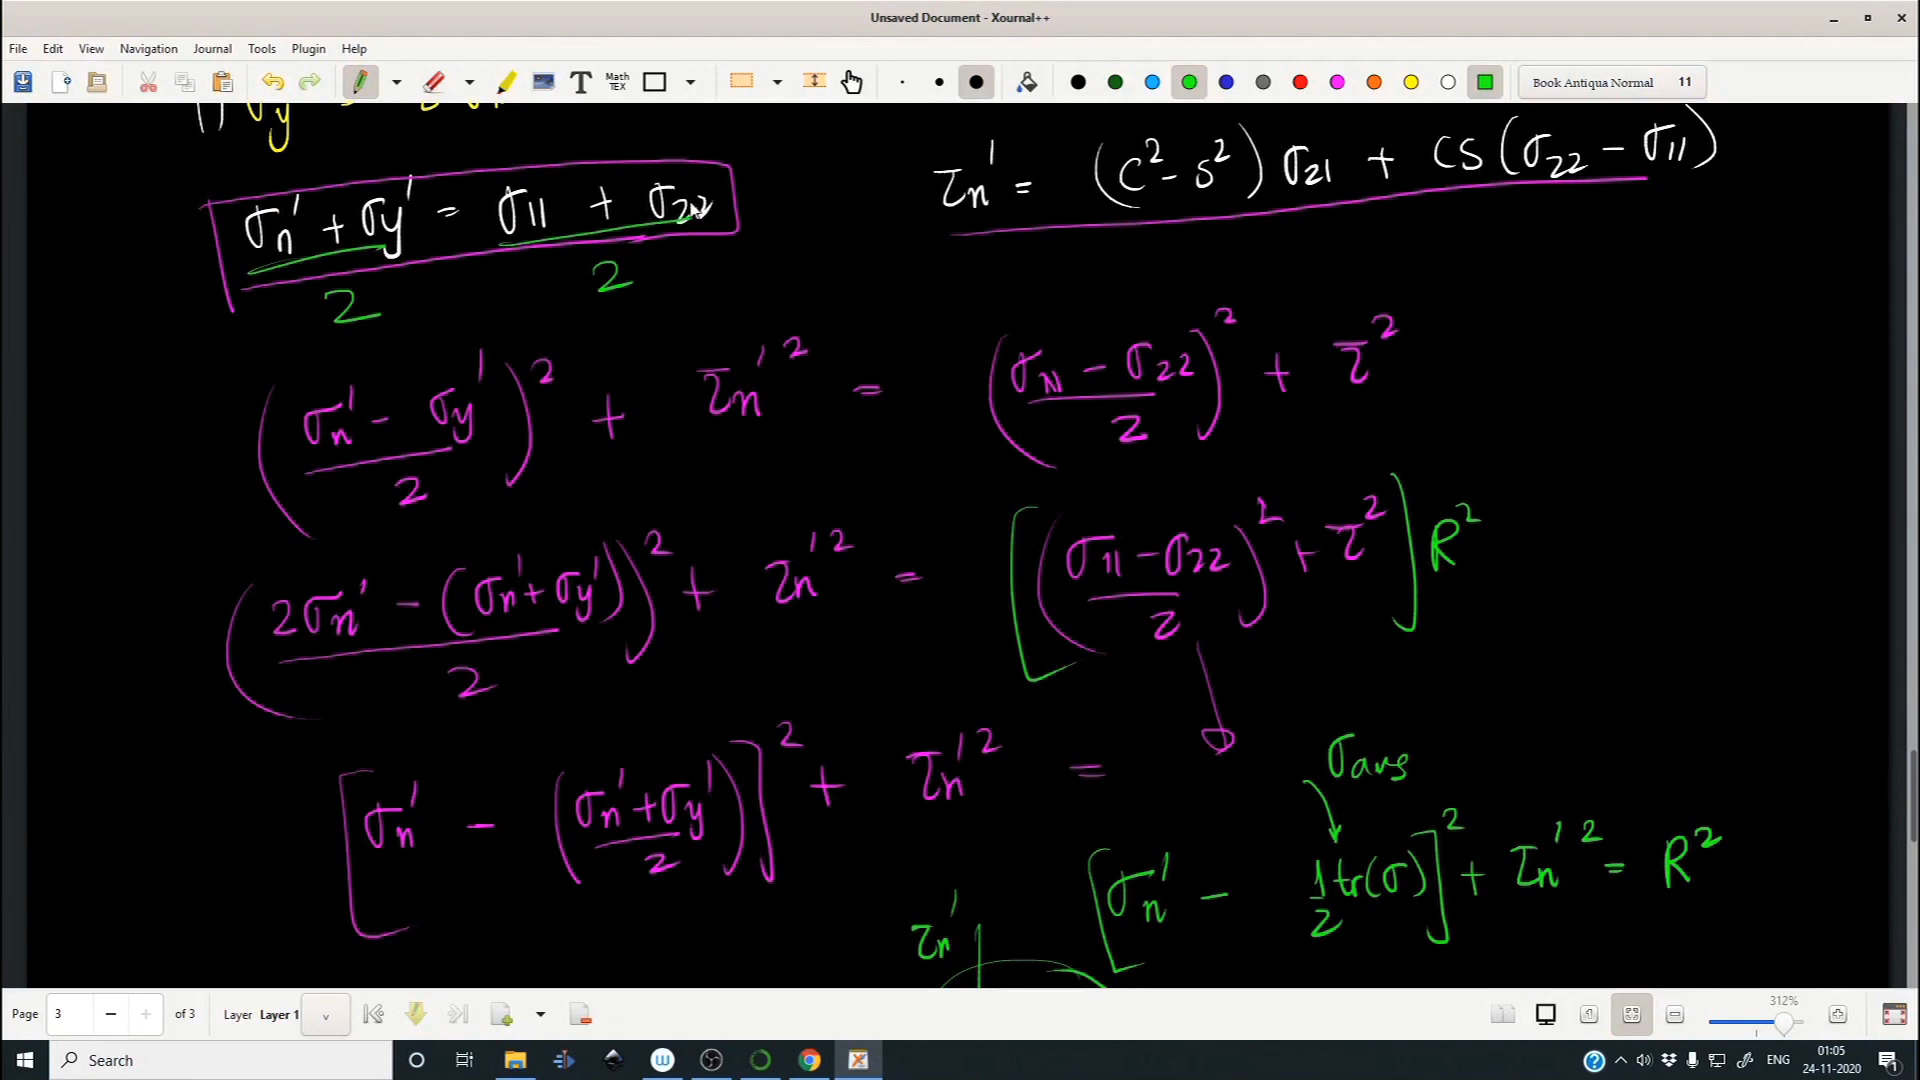 Unsaved Document - Xournal++
File Edit View Navigation Journal Tools Plugin Help
Math TEX
Book Antiqua Normal 11
σn' + σy' = σ11 + σ22
2 2
τn' = (c² - s²) σ21 + cs(σ22 - σ11)
((σn' - σy')/2)² + τn'² = ((σ11 - σ22)/2)² + τ²
((2σn' - (σn' + σy'))/2)² + τn'² = [((σ11 - σ22)/2)² + τ²] R²
[σn' - ((σn' + σy')/2)]² + τn'² =
σavg
[σn' - 1/2 tr(σ)]² + τn'² = R²
τn'
Page 3 of 3 Layer Layer 1 312%
Search
ENG
01:05
24-11-2020